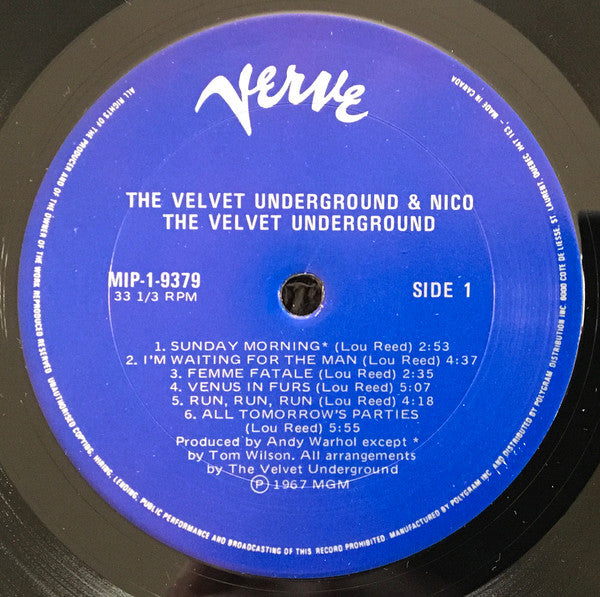 Verve
THE VELVET UNDERGROUND & NICO
THE VELVET UNDERGROUND
MIP-1-9379
33 1/3 RPM
SIDE 1
1. SUNDAY MORNING* (Lou Reed) 2:53
2. I'M WAITING FOR THE MAN (Lou Reed) 4:37
3. FEMME FATALE (Lou Reed) 2:35
4. VENUS IN FURS (Lou Reed) 5:07
5. RUN, RUN, RUN (Lou Reed) 4:18
6. ALL TOMORROW'S PARTIES
(Lou Reed) 5:55
Produced by Andy Warhol except *
by Tom Wilson. All arrangements
by The Velvet Underground
Ⓟ 1967 MGM
ALL RIGHTS OF THE PRODUCER AND OF THE OWNER OF THE WORK REPRODUCED RESERVED. UNAUTHORISED COPYING, HIRING, LENDING, PUBLIC PERFORMANCE AND BROADCASTING OF THIS RECORD PROHIBITED. MANUFACTURED BY POLYGRAM INC. AND DISTRIBUTED BY POLYGRAM DISTRIBUTION INC. 6000 COTE DE LIESSE, ST. LAURENT, QUEBEC H4T 1E3 · MADE IN CANADA